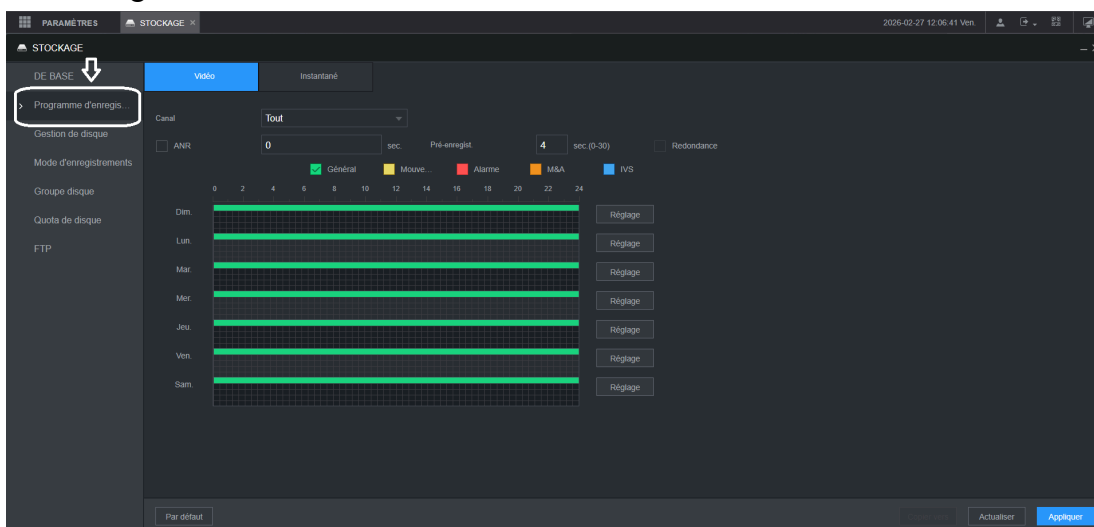 PARAMÈTRES STOCKAGE × 2026-02-27 12:06:41 Ven.
STOCKAGE
DE BASE Vidéo Instantané
Programme d'enregis...
Canal Tout
Gestion de disque
ANR 0 sec. Pré-enregist. 4 sec.(0-30) Redondance
Mode d'enregistrements
Général Mouve... Alarme M&A IVS
Groupe disque
0 2 4 6 8 10 12 14 16 18 20 22 24
Quota de disque
Dim. Réglage
FTP
Lun. Réglage
Mar. Réglage
Mer. Réglage
Jeu. Réglage
Ven. Réglage
Sam. Réglage
Par défaut Actualiser Appliquer